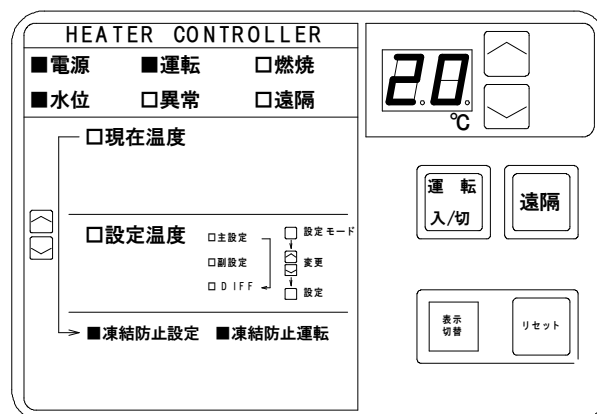 HEATER CONTROLLER
■電源 ■運転 □燃焼
■水位 □異常 □遠隔
2.0.
℃
□現在温度
□設定温度
□主設定
□副設定
□DIFF
設定モード
変更
設定
■凍結防止設定 ■凍結防止運転
運 転
入/切
遠隔
表示
切替
リセット